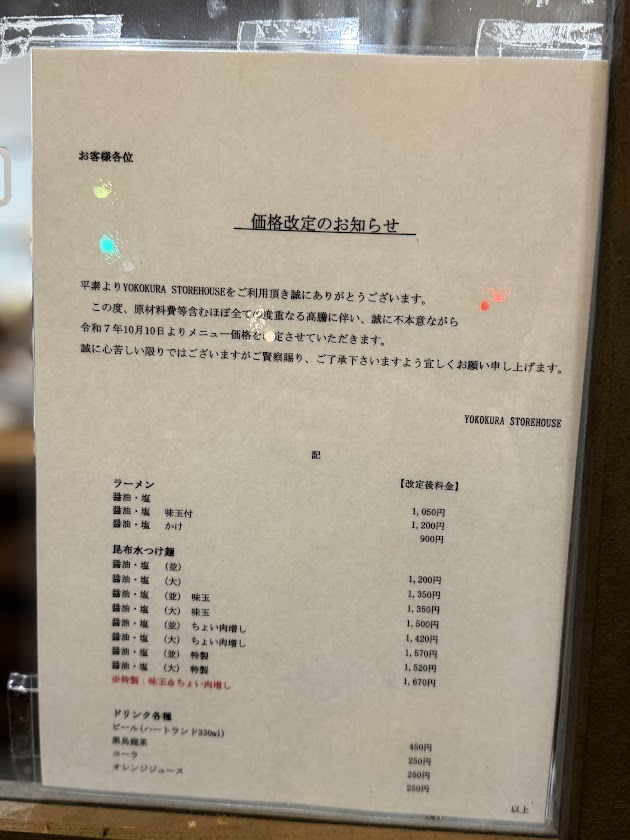 お客様各位
価格改定のお知らせ
平素よりYOKOKURA STOREHOUSEをご利用頂き誠にありがとうございます。
この度、原材料費等含むほぼ全ての度重なる高騰に伴い、誠に不本意ながら
令和７年10月10日よりメニュー価格を定させていただきます。
誠に心苦しい限りではございますがご賢察賜り、ご了承下さいますよう宜しくお願い申し上げます。
YOKOKURA STOREHOUSE
記
ラーメン 【改定後料金】
醤油・塩 1,050円
醤油・塩 味玉付 1,200円
醤油・塩 かけ 900円
昆布水つけ麺
醤油・塩 (並) 1,200円
醤油・塩 (大) 1,350円
醤油・塩 (並) 味玉 1,350円
醤油・塩 (大) 味玉 1,500円
醤油・塩 (並) ちょい肉増し 1,420円
醤油・塩 (大) ちょい肉増し 1,570円
醤油・塩 (並) 特製 1,520円
醤油・塩 (大) 特製 1,670円
※特製：味玉＆ちょい肉増し
ドリンク各種
ビール(ハートランド330ml) 450円
黒烏龍茶 250円
コーラ 250円
オレンジジュース 250円
以上